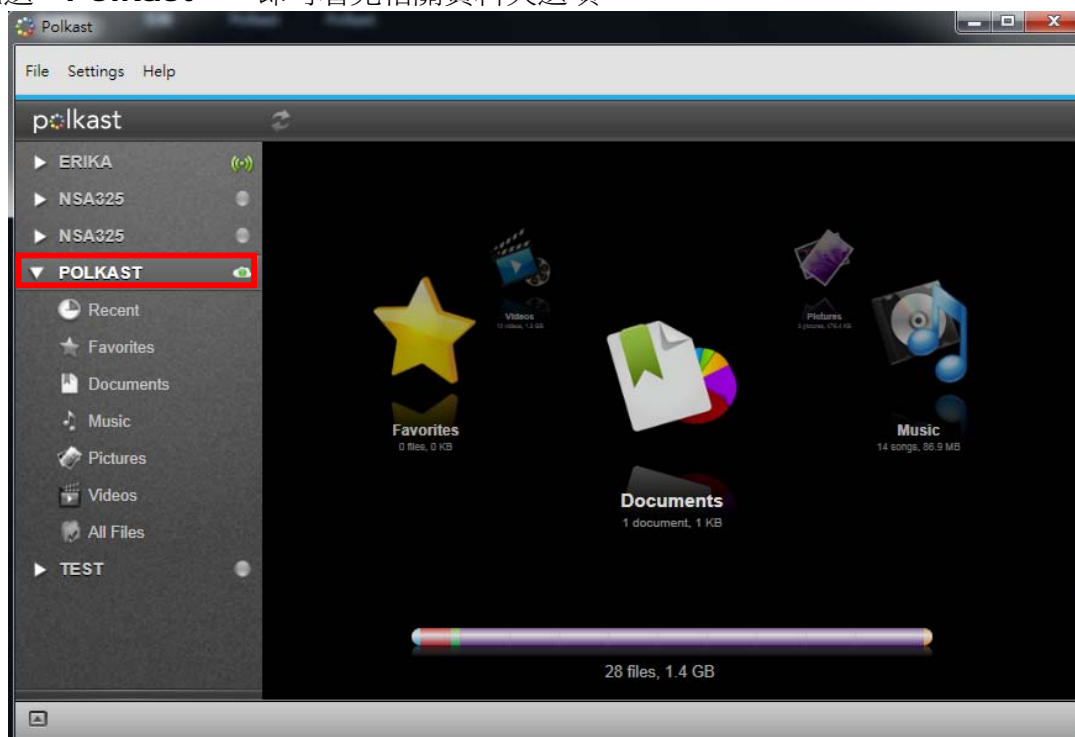 Polkast
File Settings Help
polkast
ERIKA
NSA325
NSA325
POLKAST
Recent
Favorites
Documents
Music
Pictures
Videos
All Files
TEST
Videos
Pictures
Favorites
0 files, 0 KB
Music
14 songs, 86.9 MB
Documents
1 document, 1 KB
28 files, 1.4 GB